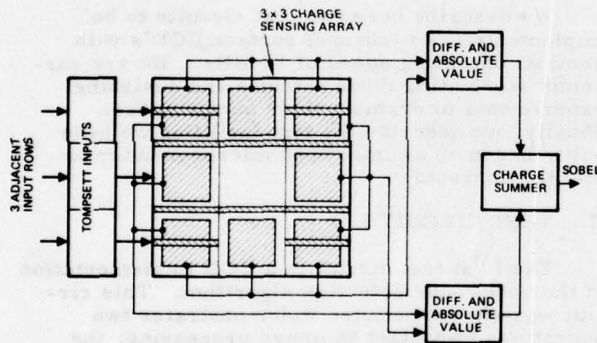 3 x 3 CHARGE
SENSING ARRAY
DIFF. AND
ABSOLUTE
VALUE
3 ADJACENT
INPUT ROWS
TOMPSETT INPUTS
CHARGE
SUMMER
SOBEL
DIFF. AND
ABSOLUTE
VALUE